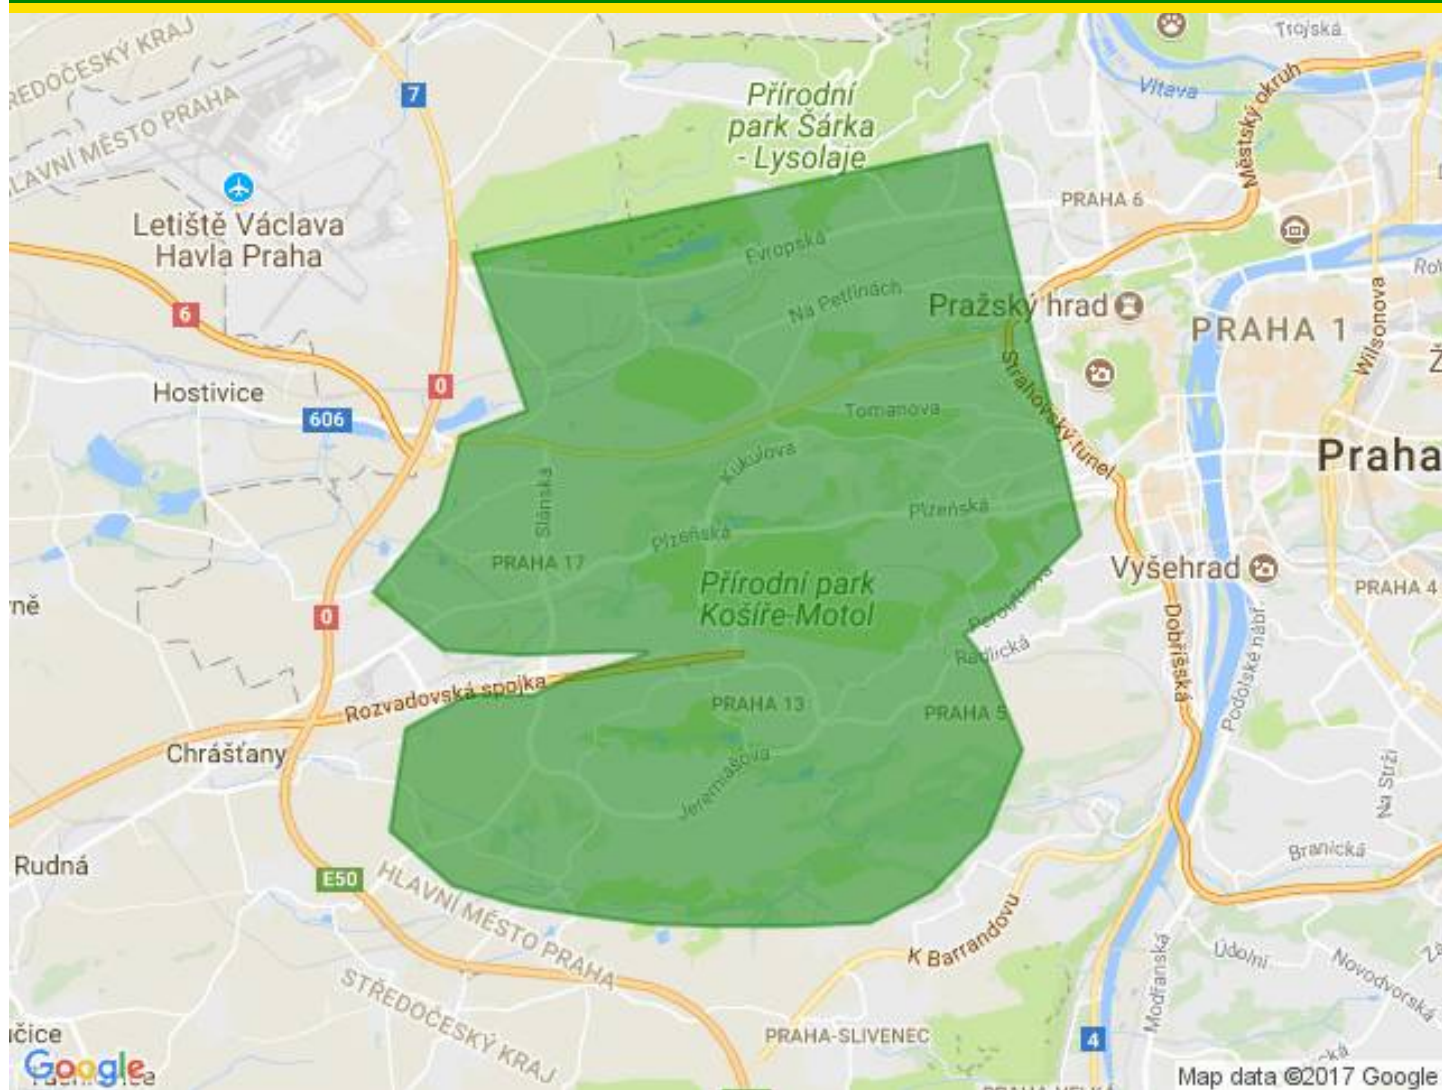 STŘEDOČESKÝ KRAJ
HLAVNÍ MĚSTO PRAHA
7
Trojská
Vltava
Městský okruh
Přírodní
park Šárka
- Lysolaje
PRAHA 6
Letiště Václava
Havla Praha
Evropská
Na Petřinách
Pražský hrad
PRAHA 1
Wilsonova
6
0
Hostivice
606
Strahovský tunel
Tomanova
Kukulova
Praha
Slánská
Plzeňská
Plzeňská
PRAHA 17
Přírodní park
Košíře-Motol
Vyšehrad
PRAHA 4
0
Peroutkova
Radlická
Dobříšská
Podolské nábř.
Rozvadovská spojka
PRAHA 13
PRAHA 5
Chrášťany
Jeremiášova
Na Strži
Rudná
E50
Branická
HLAVNÍ MĚSTO PRAHA
STŘEDOČESKÝ KRAJ
K Barrandovu
Modřanská
Údolní
Novodvorská
PRAHA-SLIVENEC
4
Google
Map data ©2017 Google